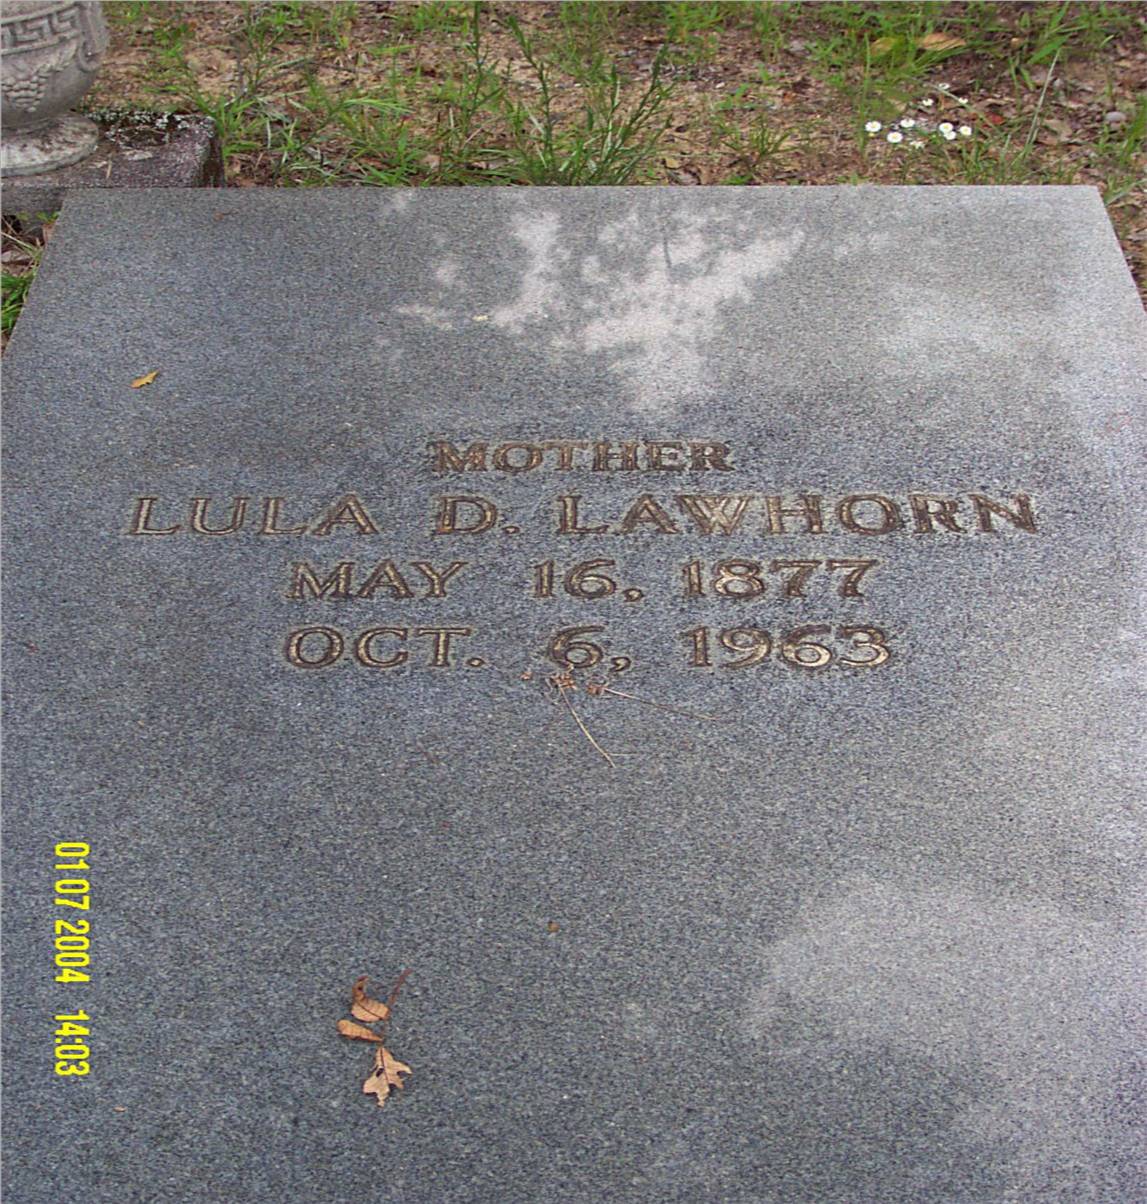 MOTHER
LULA D. LAWHORN
MAY 16, 1877
OCT. 6, 1963
01 07 2004 14:03